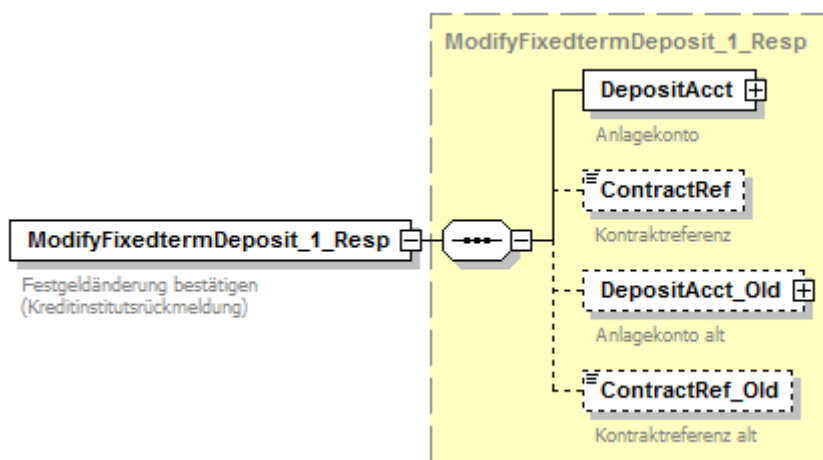 ModifyFixedtermDeposit_1_Resp
DepositAcct
Anlagekonto
ContractRef
Kontraktreferenz
ModifyFixedtermDeposit_1_Resp
Festgeldänderung bestätigen
(Kreditinstitutsrückmeldung)
DepositAcct_Old
Anlagekonto alt
ContractRef_Old
Kontraktreferenz alt